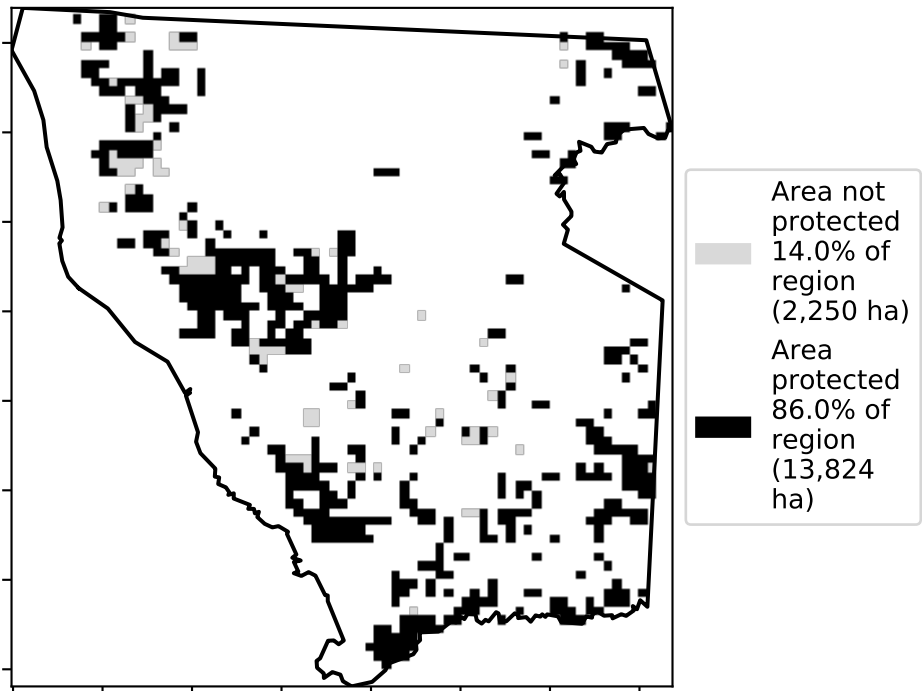 Area not
protected
14.0% of
region
(2,250 ha)
Area
protected
86.0% of
region
(13,824
ha)